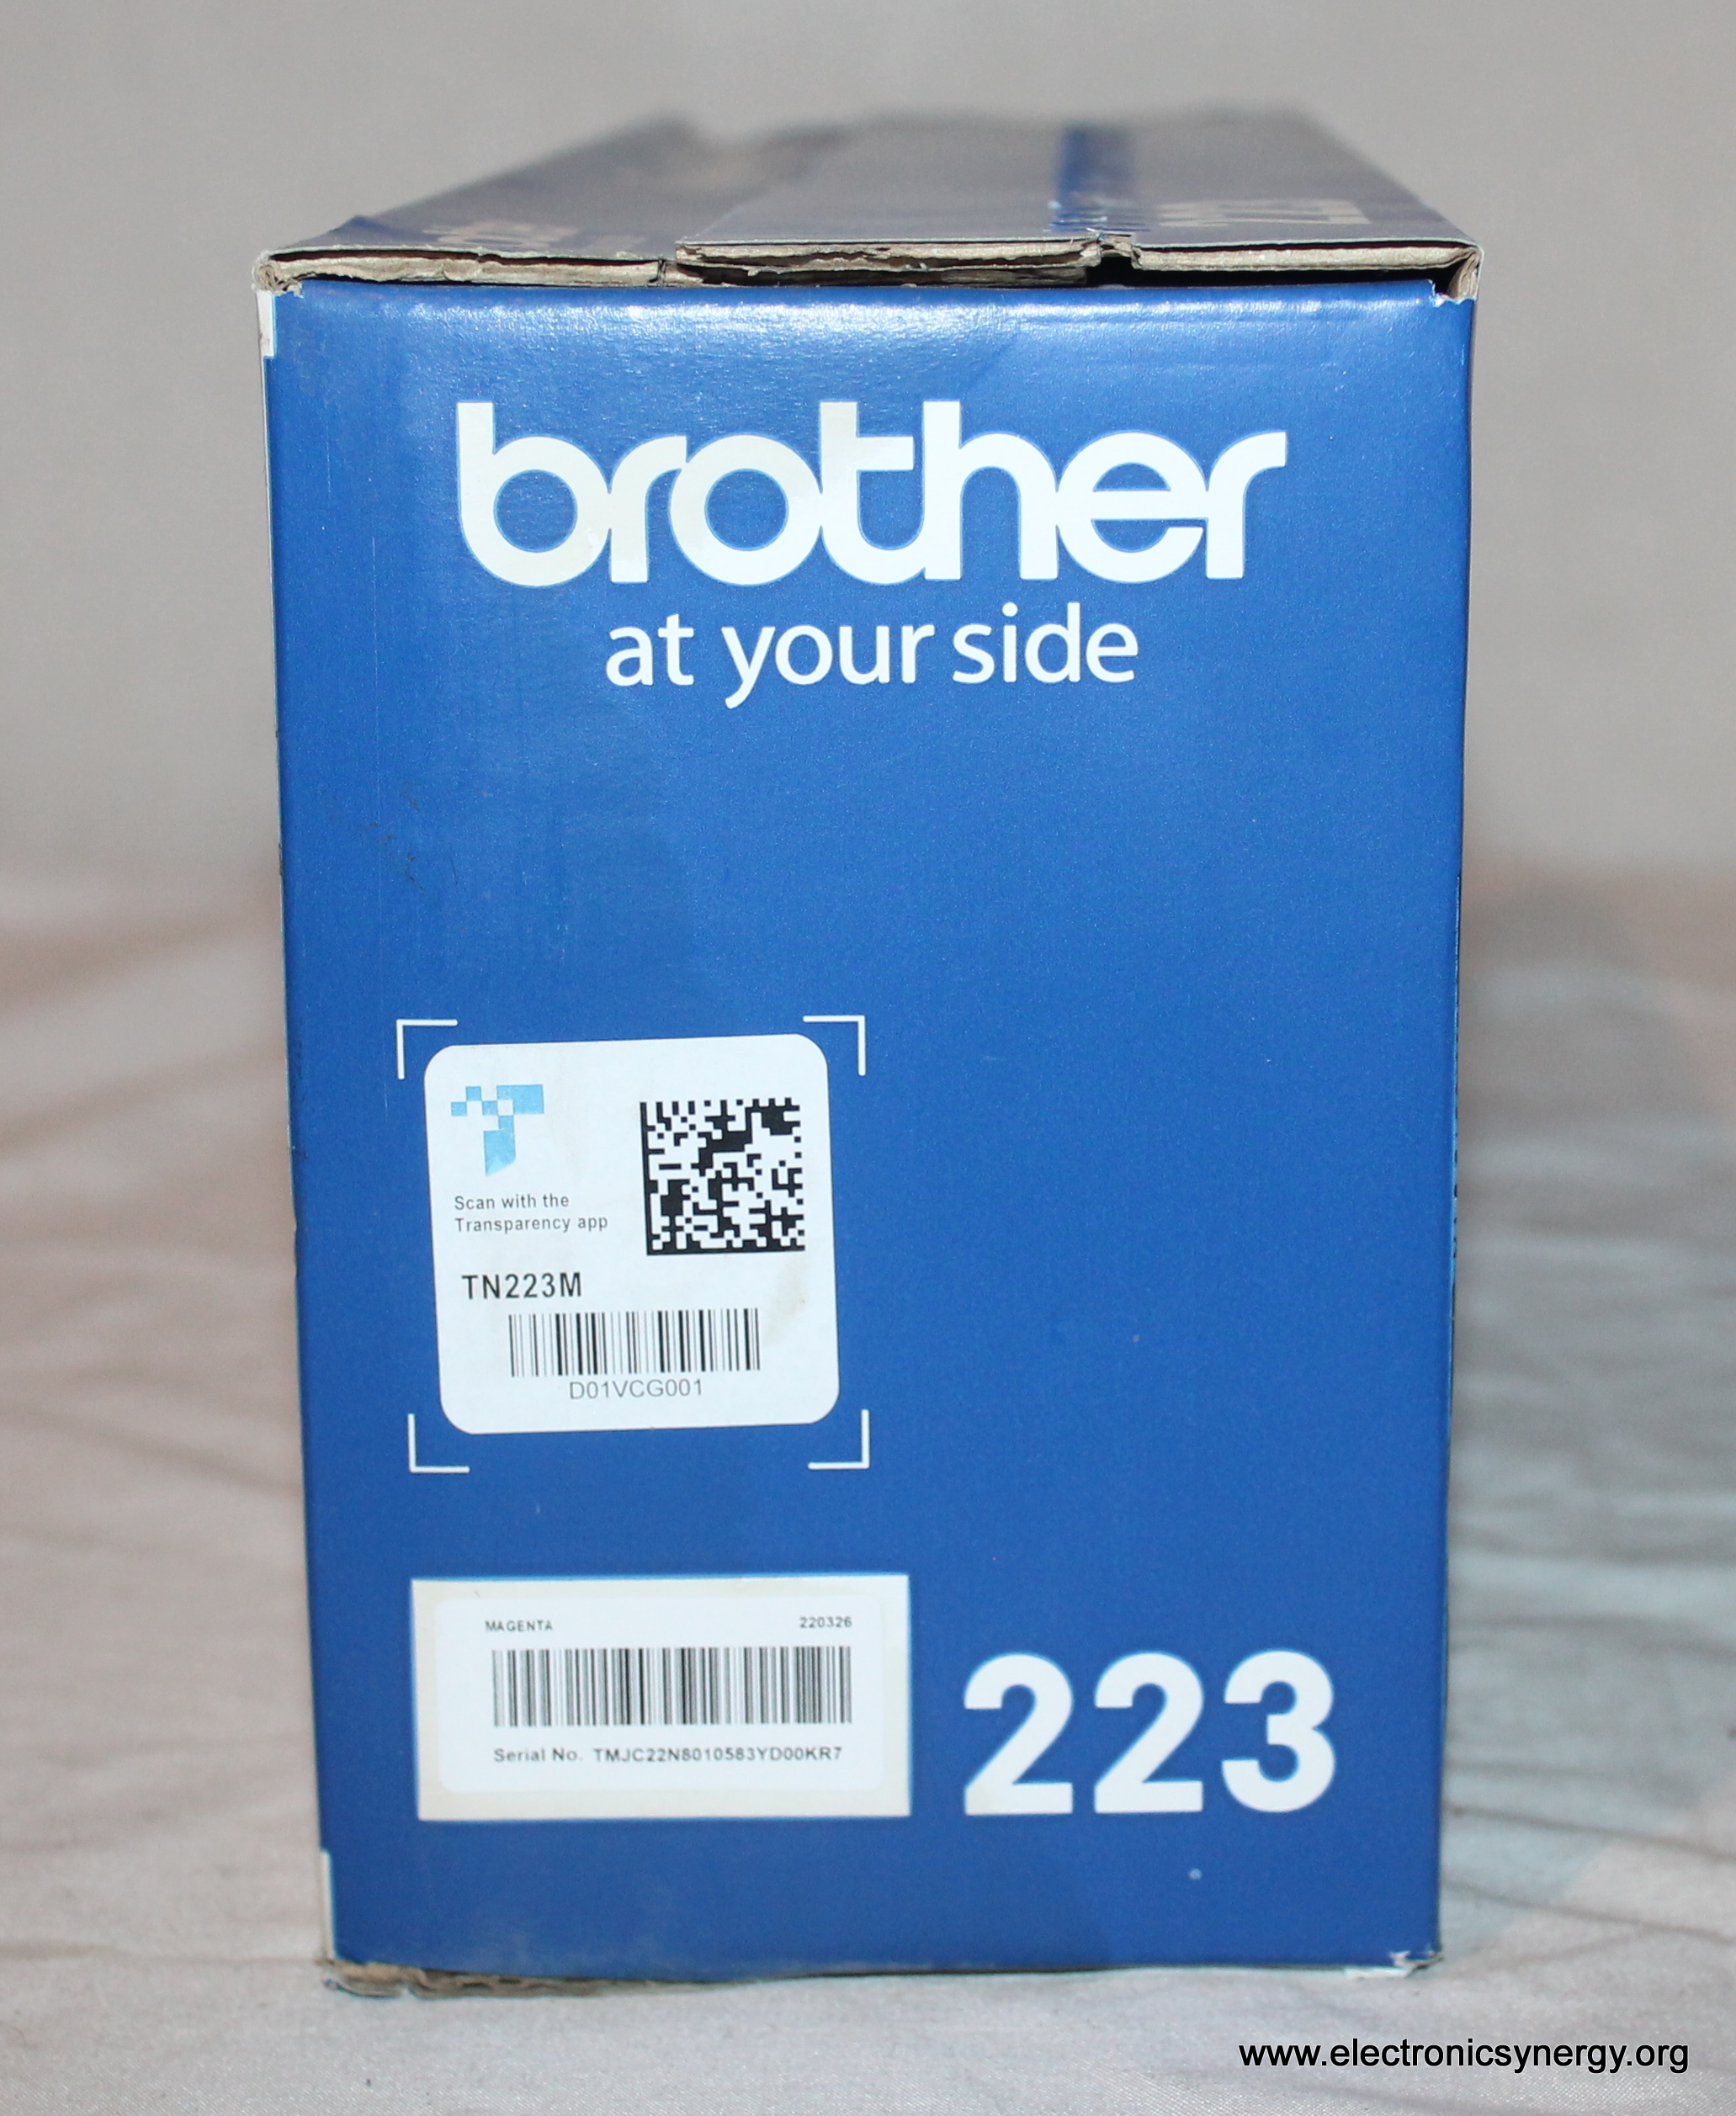 brother
at your side
Scan with the
Transparency app
TN223M
D01VCG001
MAGENTA 220326
Serial No. TMJC22N8010583YD00KR7
223
www.electronicsynergy.org